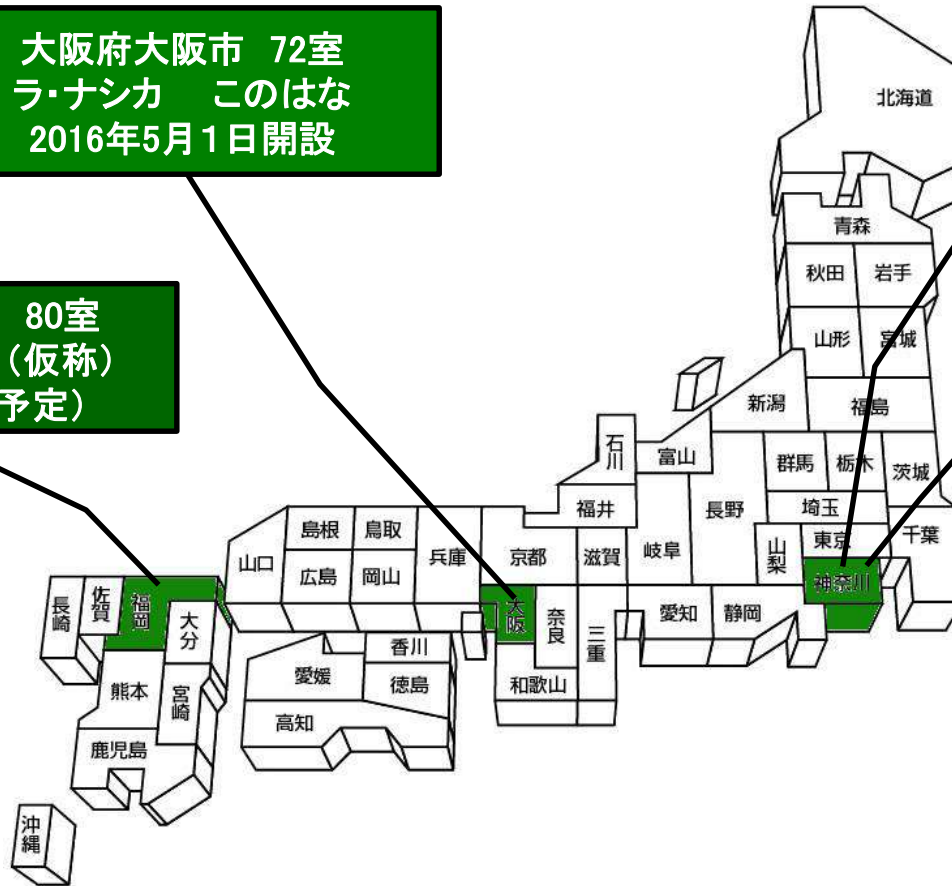 大阪府大阪市 72室
ラ・ナシカ このはな
2016年5月１日開設
80室
（仮称）
予定）
北海道
青森
秋田
岩手
山形
宮城
新潟
福島
石川
富山
群馬
栃木
茨城
福井
長野
埼玉
島根
鳥取
兵庫
京都
滋賀
岐阜
山梨
東京
千葉
山口
広島
岡山
神奈川
長崎
佐賀
福岡
大分
大阪
奈良
三重
愛知
静岡
香川
愛媛
徳島
和歌山
熊本
宮崎
高知
鹿児島
沖縄